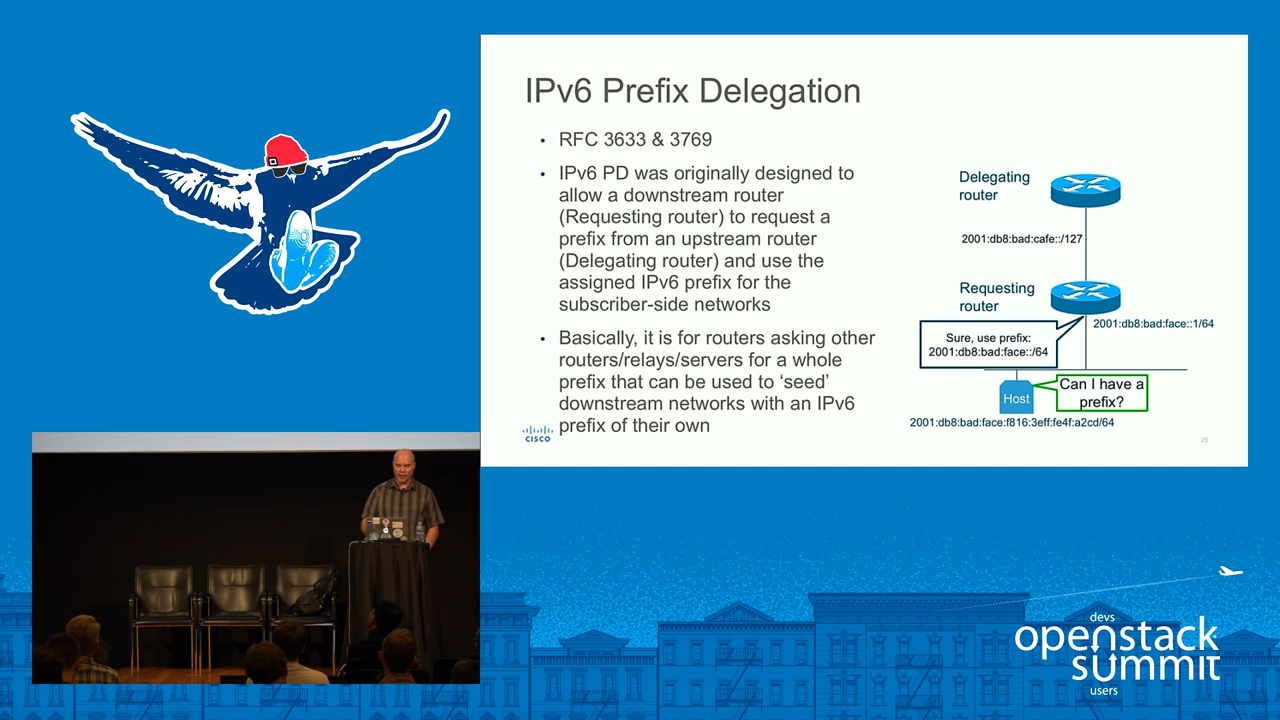 IPv6 Prefix Delegation
• RFC 3633 & 3769
• IPv6 PD was originally designed to
allow a downstream router
(Requesting router) to request a
prefix from an upstream router
(Delegating router) and use the
assigned IPv6 prefix for the
subscriber-side networks
• Basically, it is for routers asking other
routers/relays/servers for a whole
prefix that can be used to ‘seed’
downstream networks with an IPv6
prefix of their own
Delegating
router
2001:db8:bad:cafe::/127
Requesting
router
2001:db8:bad:face::1/64
Sure, use prefix:
2001:db8:bad:face::/64
Can I have a
prefix?
Host
2001:db8:bad:face:f816:3eff:fe4f:a2cd/64
CISCO
25
devs
openstack
summit
users